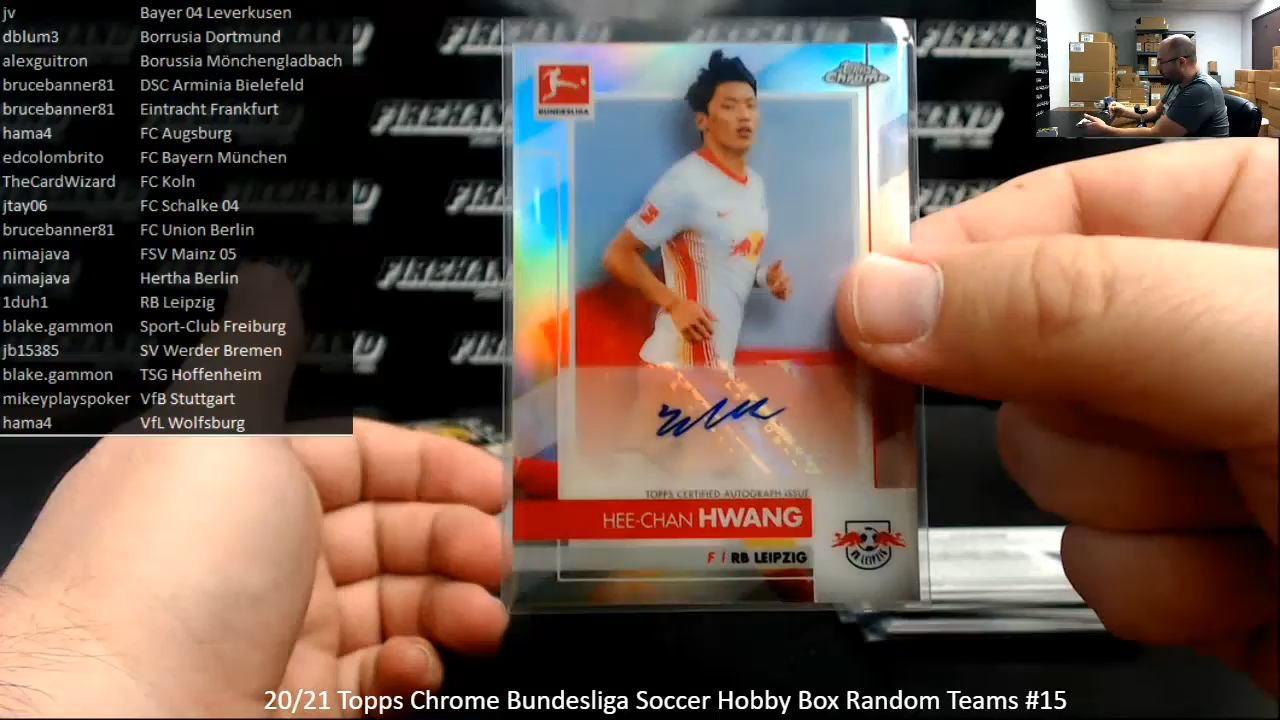 jv Bayer 04 Leverkusen
dblum3 Borrusia Dortmund
alexguitron Borussia Mönchengladbach
brucebanner81 DSC Arminia Bielefeld
brucebanner81 Eintracht Frankfurt
hama4 FC Augsburg
edcolombrito FC Bayern München
TheCardWizard FC Koln
jtay06 FC Schalke 04
brucebanner81 FC Union Berlin
nimajava FSV Mainz 05
nimajava Hertha Berlin
1duh1 RB Leipzig
blake.gammon Sport-Club Freiburg
jb15385 SV Werder Bremen
blake.gammon TSG Hoffenheim
mikeyplayspoker VfB Stuttgart
hama4 VfL Wolfsburg
FIREHAND
BUNDESLIGA
Topps Chrome
TOPPS CERTIFIED AUTOGRAPH ISSUE
HEE-CHAN HWANG
F | RB LEIPZIG
RB LEIPZIG
20/21 Topps Chrome Bundesliga Soccer Hobby Box Random Teams #15